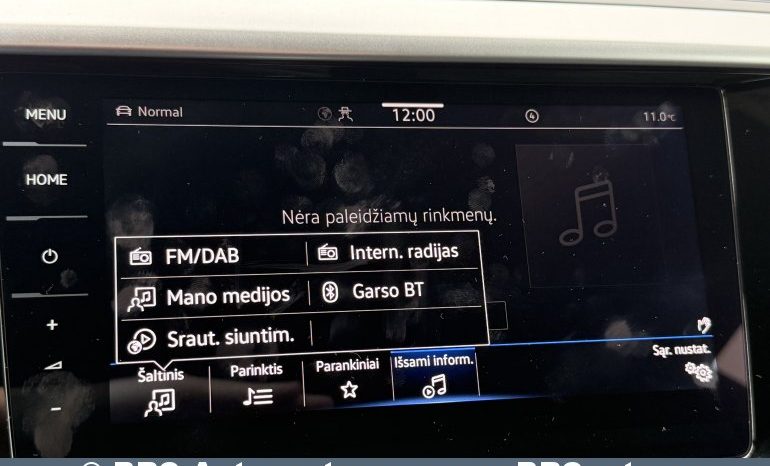 MENU
Normal
12:00
4
11.0°C
HOME
Nėra paleidžiamų rinkmenų.
FM/DAB
Intern. radijas
Mano medijos
Garso BT
Sraut. siuntim.
Šaltinis
Parinktis
Parankiniai
Išsami inform.
Sąr. nustat.
+
-